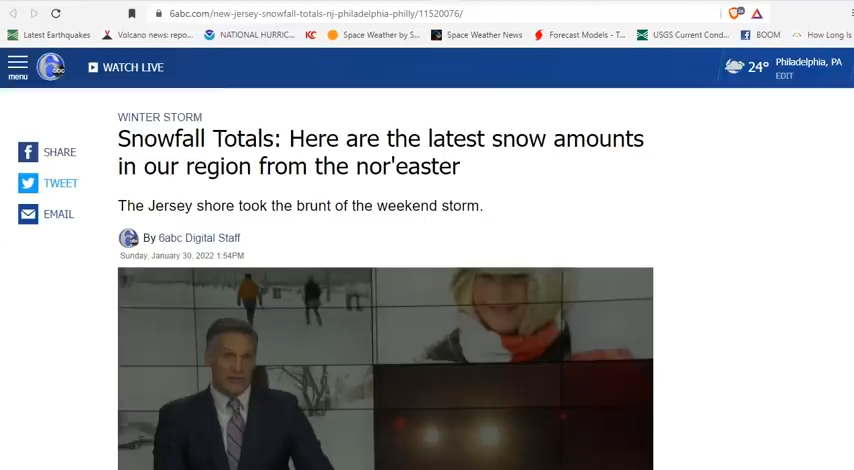 6abc.com/new-jersey-snowfall-totals-nj-philadelphia-philly/11520076/
Latest Earthquakes Volcano news: repo... NATIONAL HURRIC... KC Space Weather by S... Space Weather News Forecast Models - T... USGS Current Cond... BOOM How Long Is
menu
abc
WATCH LIVE
24° Philadelphia, PA
EDIT
WINTER STORM
Snowfall Totals: Here are the latest snow amounts
in our region from the nor'easter
SHARE
TWEET
EMAIL
The Jersey shore took the brunt of the weekend storm.
By 6abc Digital Staff
Sunday, January 30, 2022 1:54PM